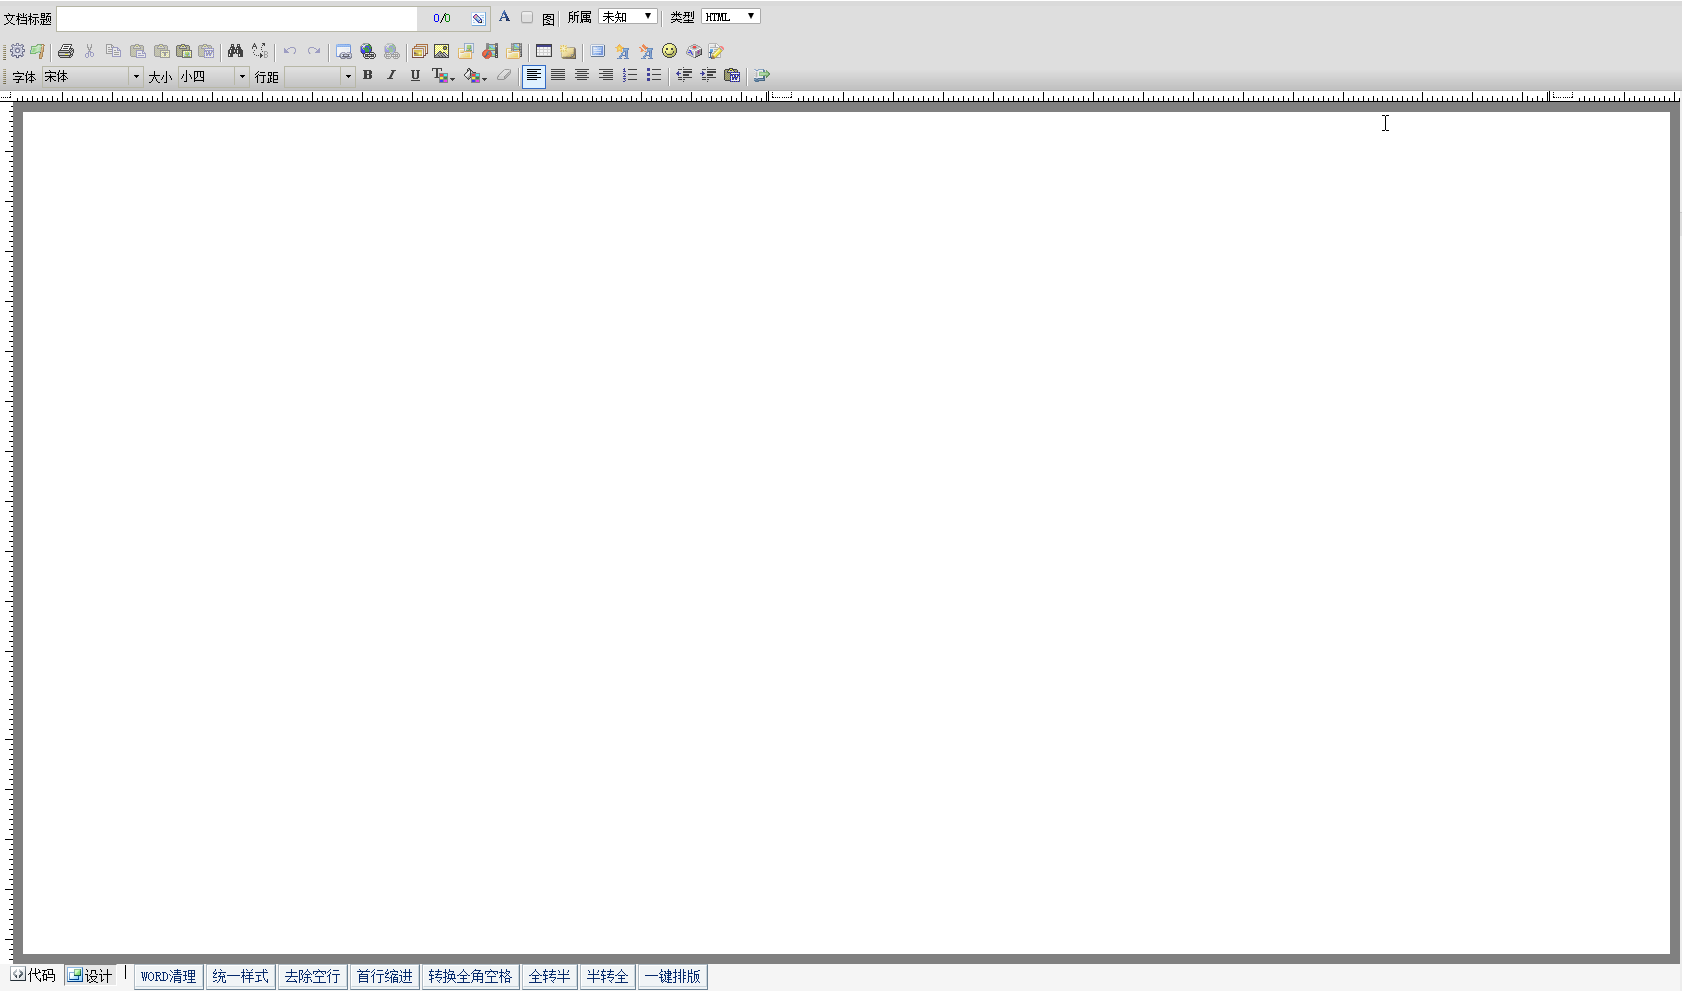 文档标题 0/0 A 图 所属 未知 类型 HTML
字体 宋体 大小 小四 行距 B I U T
代码 设计 | WORD清理 统一样式 去除空行 首行缩进 转换全角空格 全转半 半转全 一键排版